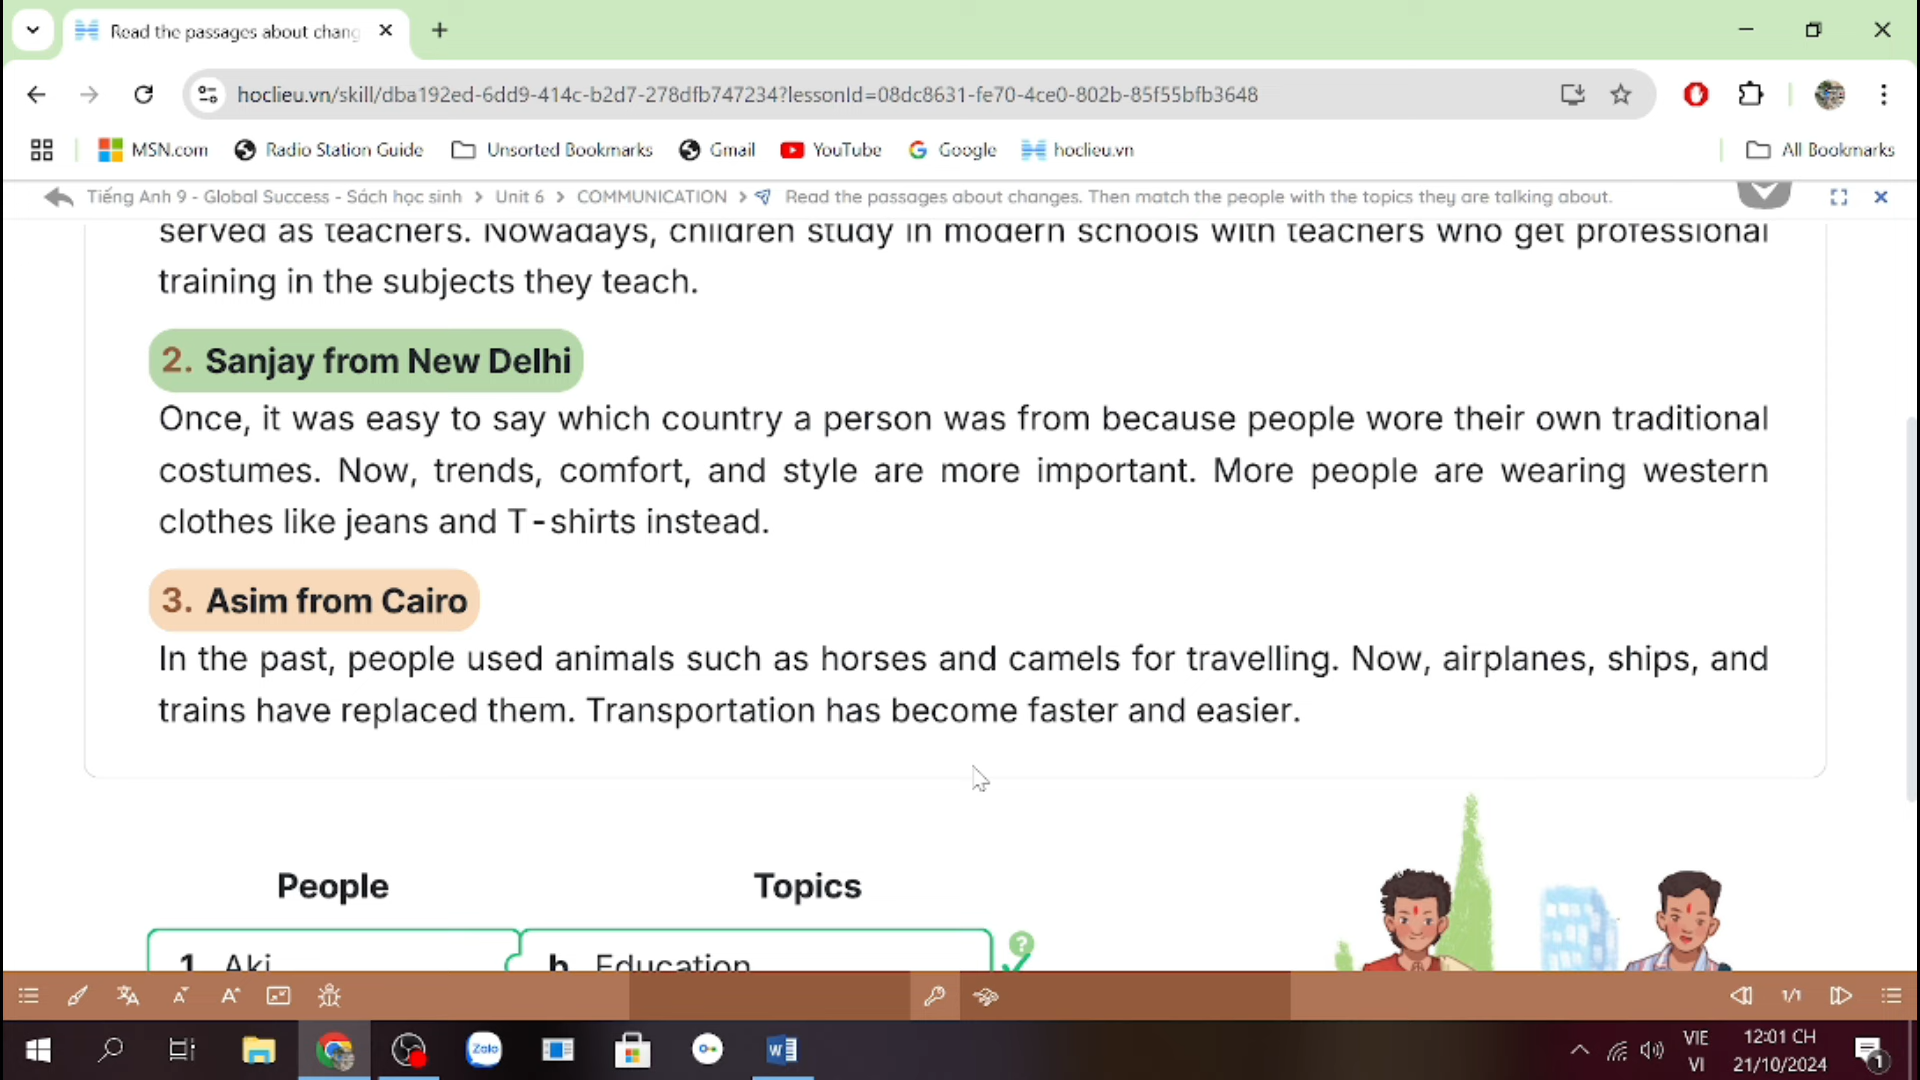 Read the passages about chang
hoclieu.vn/skill/dba192ed-6dd9-414c-b2d7-278dfb747234?lessonId=08dc8631-fe70-4ce0-802b-85f55bfb3648
MSN.com Radio Station Guide Unsorted Bookmarks Gmail YouTube Google hoclieu.vn All Bookmarks
Tiếng Anh 9 - Global Success - Sách học sinh > Unit 6 > COMMUNICATION > Read the passages about changes. Then match the people with the topics they are talking about.
served as teachers. Nowadays, children study in modern schools with teachers who get professional
training in the subjects they teach.
2. Sanjay from New Delhi
Once, it was easy to say which country a person was from because people wore their own traditional
costumes. Now, trends, comfort, and style are more important. More people are wearing western
clothes like jeans and T-shirts instead.
3. Asim from Cairo
In the past, people used animals such as horses and camels for travelling. Now, airplanes, ships, and
trains have replaced them. Transportation has become faster and easier.
People Topics
1 Aki b Education
1/1
Zalo
VIE
VI
12:01 CH
21/10/2024
1